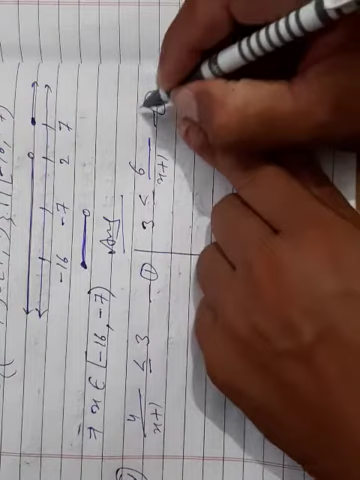 -16 -7 2 7
⇒ x ∈ [-16, -7)
Ans
4/(x+1) ≤ 3 —① 3 < 6/(x+1)